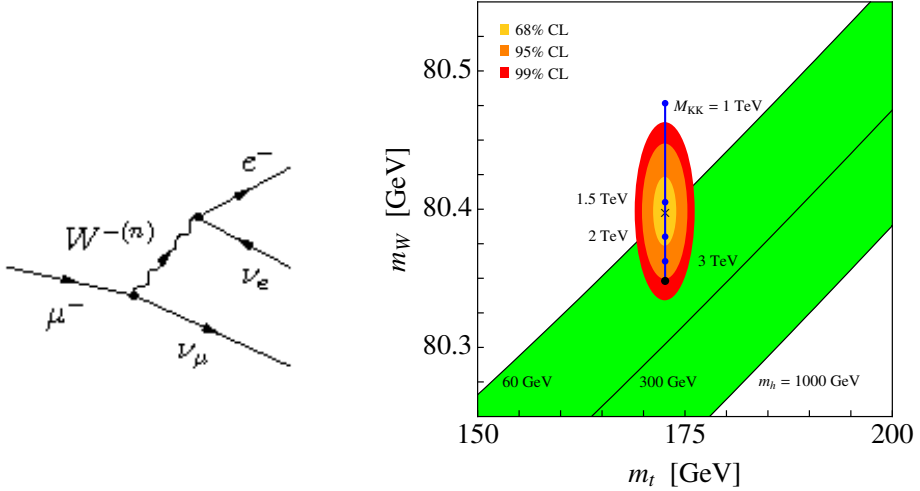 e⁻
W⁻⁽ⁿ⁾
ν_e
μ⁻
ν_μ
68% CL
95% CL
99% CL
M_KK = 1 TeV
1.5 TeV
2 TeV
3 TeV
60 GeV
300 GeV
m_h = 1000 GeV
80.5
80.4
80.3
m_W [GeV]
150
175
200
m_t [GeV]